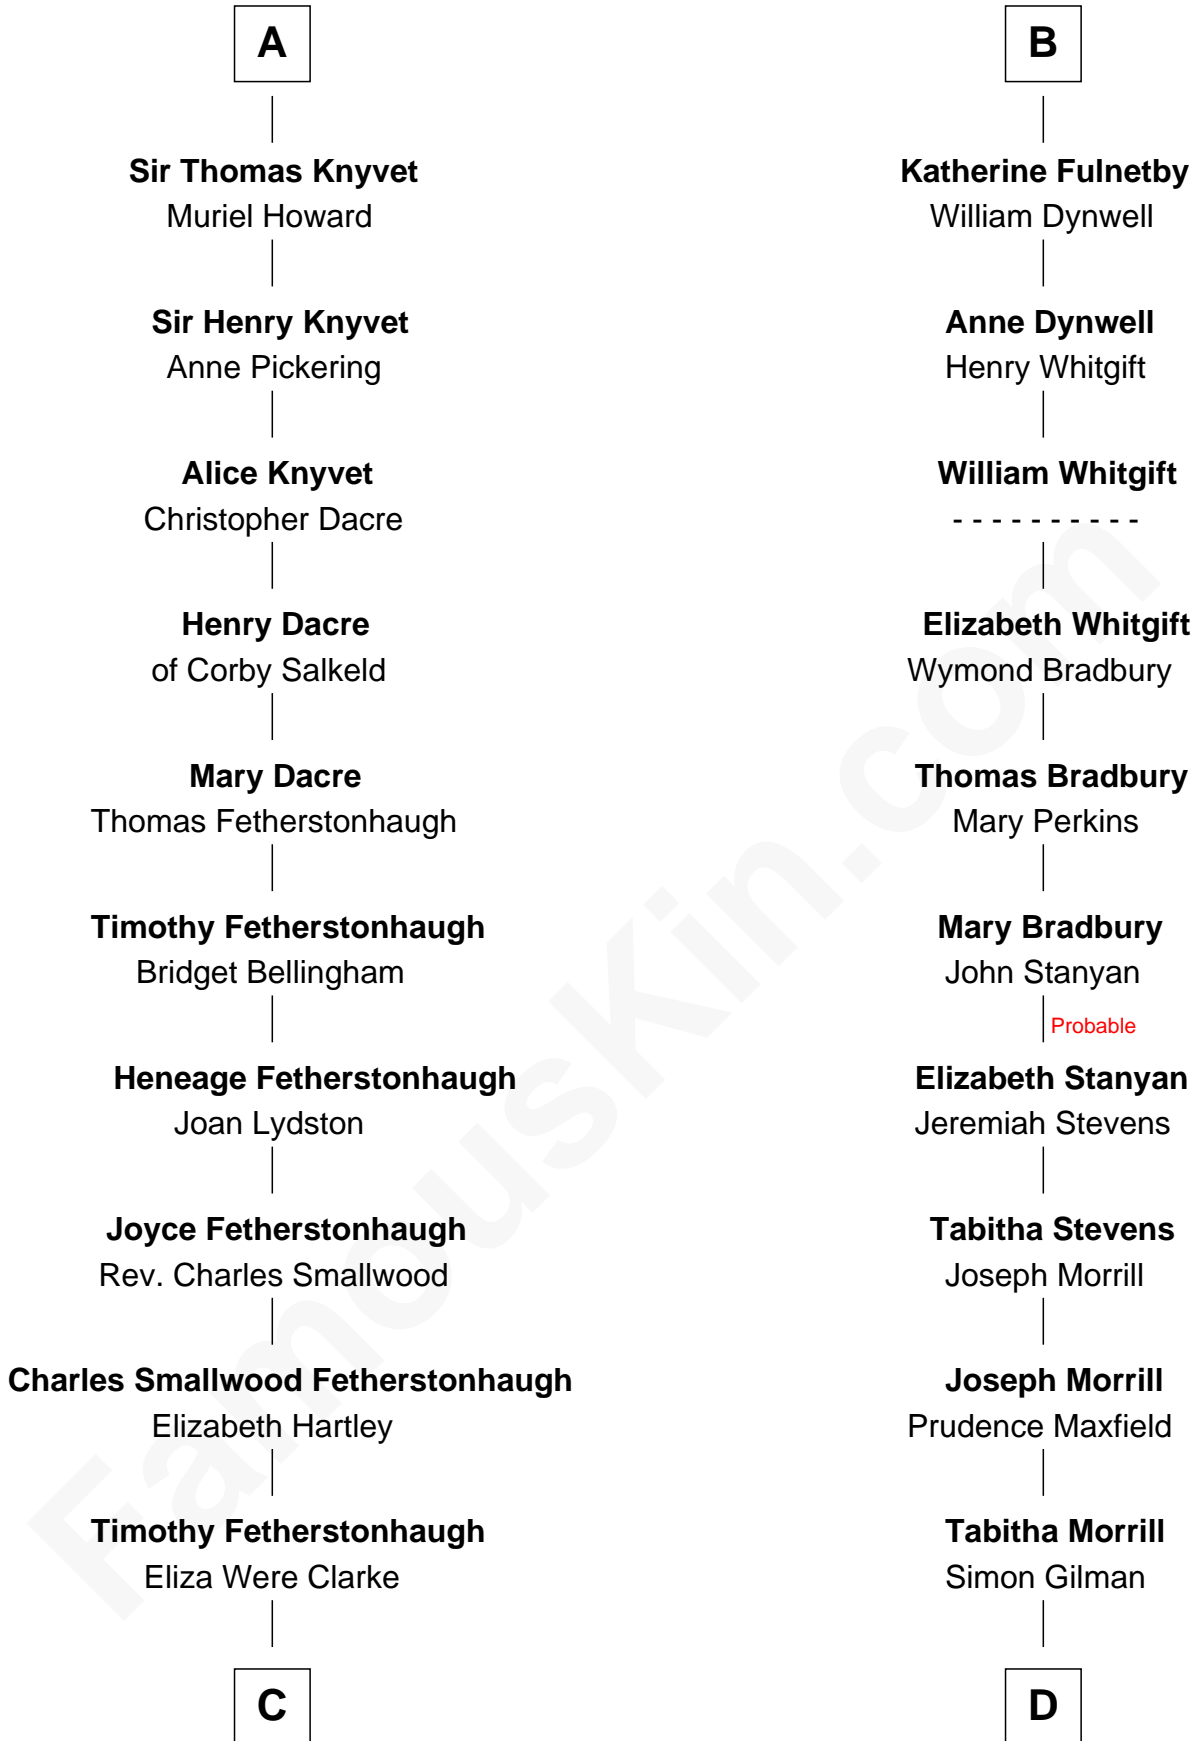 A
Sir Thomas Knyvet
Muriel Howard
Sir Henry Knyvet
Anne Pickering
Alice Knyvet
Christopher Dacre
Henry Dacre
of Corby Salkeld
Mary Dacre
Thomas Fetherstonhaugh
Timothy Fetherstonhaugh
Bridget Bellingham
Heneage Fetherstonhaugh
Joan Lydston
Joyce Fetherstonhaugh
Rev. Charles Smallwood
Charles Smallwood Fetherstonhaugh
Elizabeth Hartley
Timothy Fetherstonhaugh
Eliza Were Clarke
C
B
Katherine Fulnetby
William Dynwell
Anne Dynwell
Henry Whitgift
William Whitgift
- - - - - - - - - -
Elizabeth Whitgift
Wymond Bradbury
Thomas Bradbury
Mary Perkins
Mary Bradbury
John Stanyan
Probable
Elizabeth Stanyan
Jeremiah Stevens
Tabitha Stevens
Joseph Morrill
Joseph Morrill
Prudence Maxfield
Tabitha Morrill
Simon Gilman
D
FamousKin.com